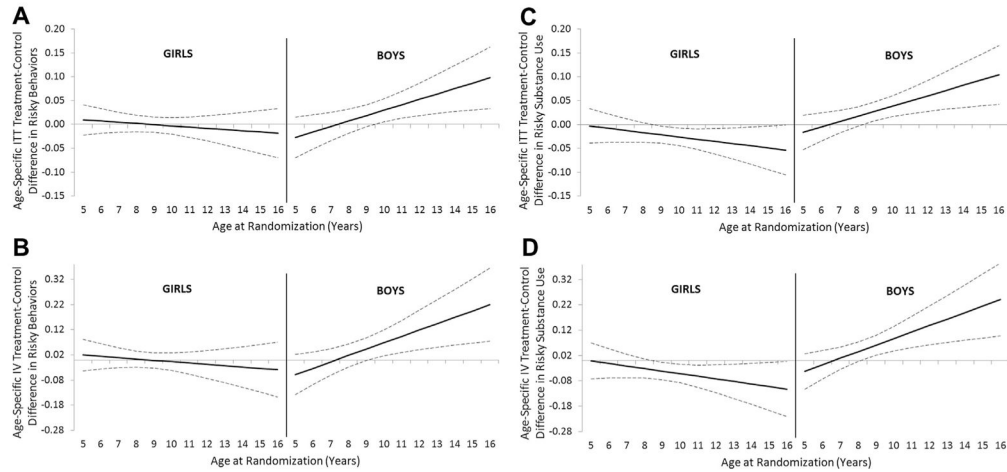 A
Age-Specific ITT Treatment-Control
Difference in Risky Behaviors
0.20
0.15
0.10
0.05
0.00
-0.05
-0.10
-0.15
GIRLS
BOYS
5 6 7 8 9 10 11 12 13 14 15 16 5 6 7 8 9 10 11 12 13 14 15 16
Age at Randomization (Years)
C
Age-Specific ITT Treatment-Control
Difference in Risky Substance Use
0.20
0.15
0.10
0.05
0.00
-0.05
-0.10
-0.15
GIRLS
BOYS
5 6 7 8 9 10 11 12 13 14 15 16 5 6 7 8 9 10 11 12 13 14 15 16
Age at Randomization (Years)
B
Age-Specific IV Treatment-Control
Difference in Risky Behaviors
0.32
0.22
0.12
0.02
-0.08
-0.18
-0.28
GIRLS
BOYS
5 6 7 8 9 10 11 12 13 14 15 16 5 6 7 8 9 10 11 12 13 14 15 16
Age at Randomization (Years)
D
Age-Specific IV Treatment-Control
Difference in Risky Substance Use
0.32
0.22
0.12
0.02
-0.08
-0.18
-0.28
GIRLS
BOYS
5 6 7 8 9 10 11 12 13 14 15 16 5 6 7 8 9 10 11 12 13 14 15 16
Age at Randomization (Years)